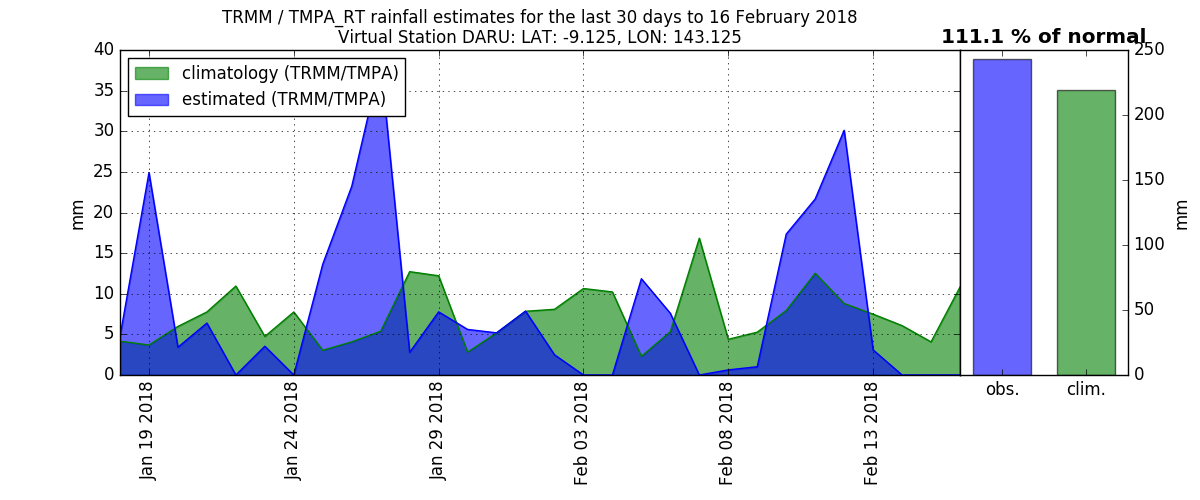 TRMM / TMPA_RT rainfall estimates for the last 30 days to 16 February 2018
Virtual Station DARU: LAT: -9.125, LON: 143.125
111.1 % of normal
climatology (TRMM/TMPA)
estimated (TRMM/TMPA)
40
35
30
25
20
15
10
5
0
mm
Jan 19 2018
Jan 24 2018
Jan 29 2018
Feb 03 2018
Feb 08 2018
Feb 13 2018
250
200
150
100
50
0
mm
obs.
clim.